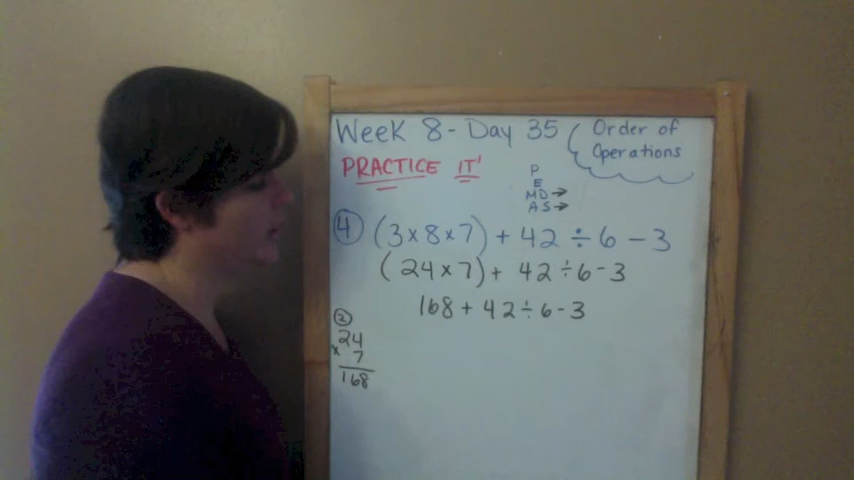 Week 8 - Day 35
Order of
Operations
PRACTICE IT!
P
E
MD→
AS→
④ (3×8×7) + 42 ÷ 6 - 3
(24×7) + 42 ÷ 6 - 3
168 + 42 ÷ 6 - 3
②
24
× 7
168